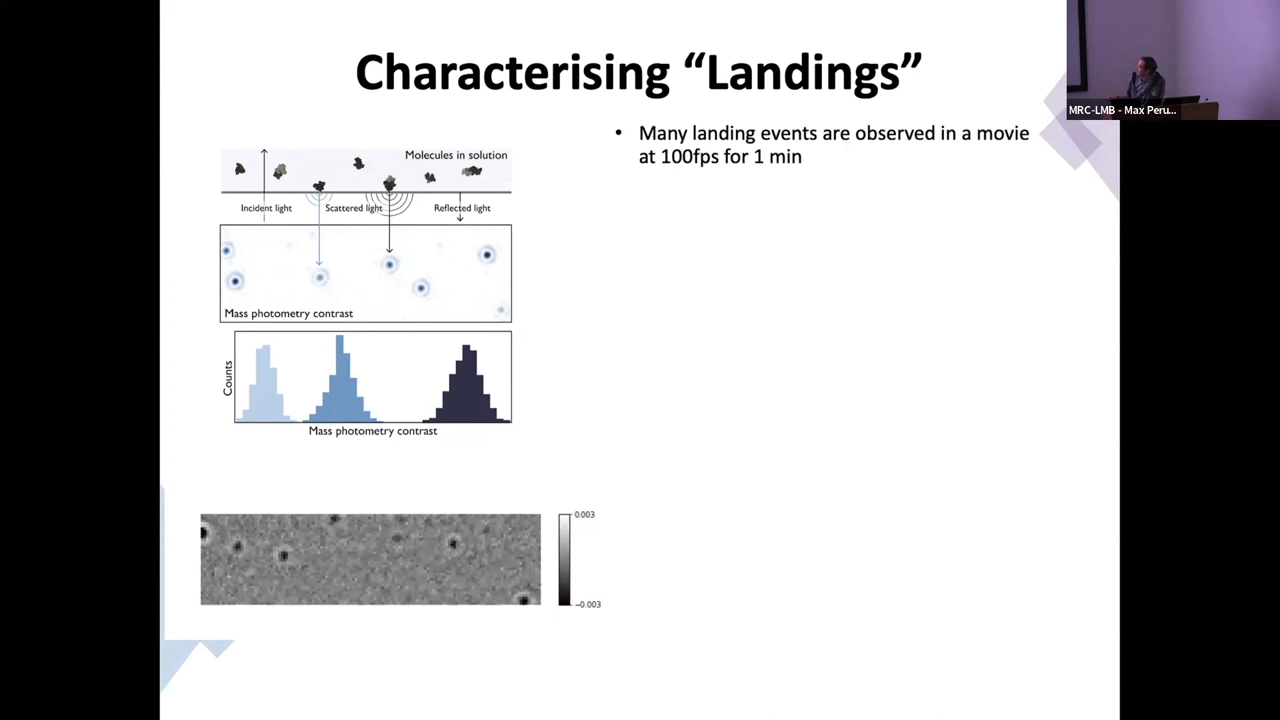 Characterising “Landings”
MRC-LMB - Max Peru...
• Many landing events are observed in a movie
at 100fps for 1 min
Molecules in solution
Incident light
Scattered light
Reflected light
Mass photometry contrast
Counts
Mass photometry contrast
0.003
−0.003